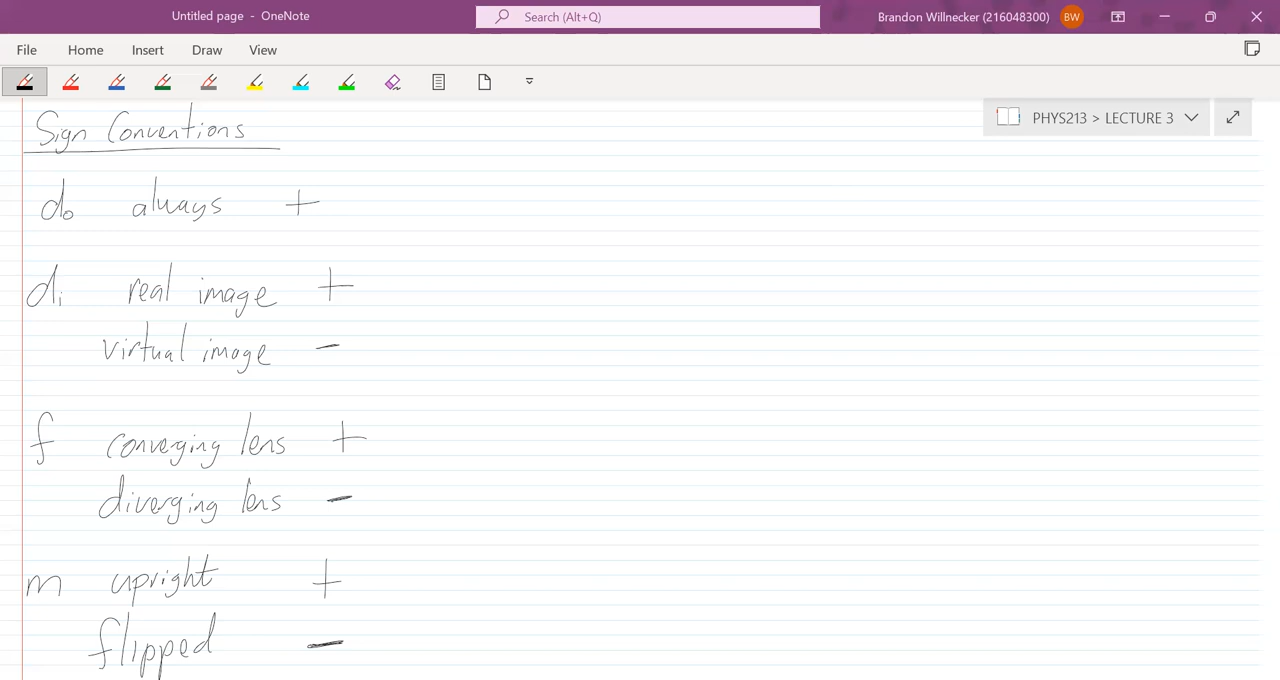 Untitled page - OneNote
Search (Alt+Q)
Brandon Willnecker (216048300)
BW
File Home Insert Draw View
PHYS213 > LECTURE 3
Sign Conventions
do always +
di real image +
virtual image -
f converging lens +
diverging lens -
m upright +
flipped -